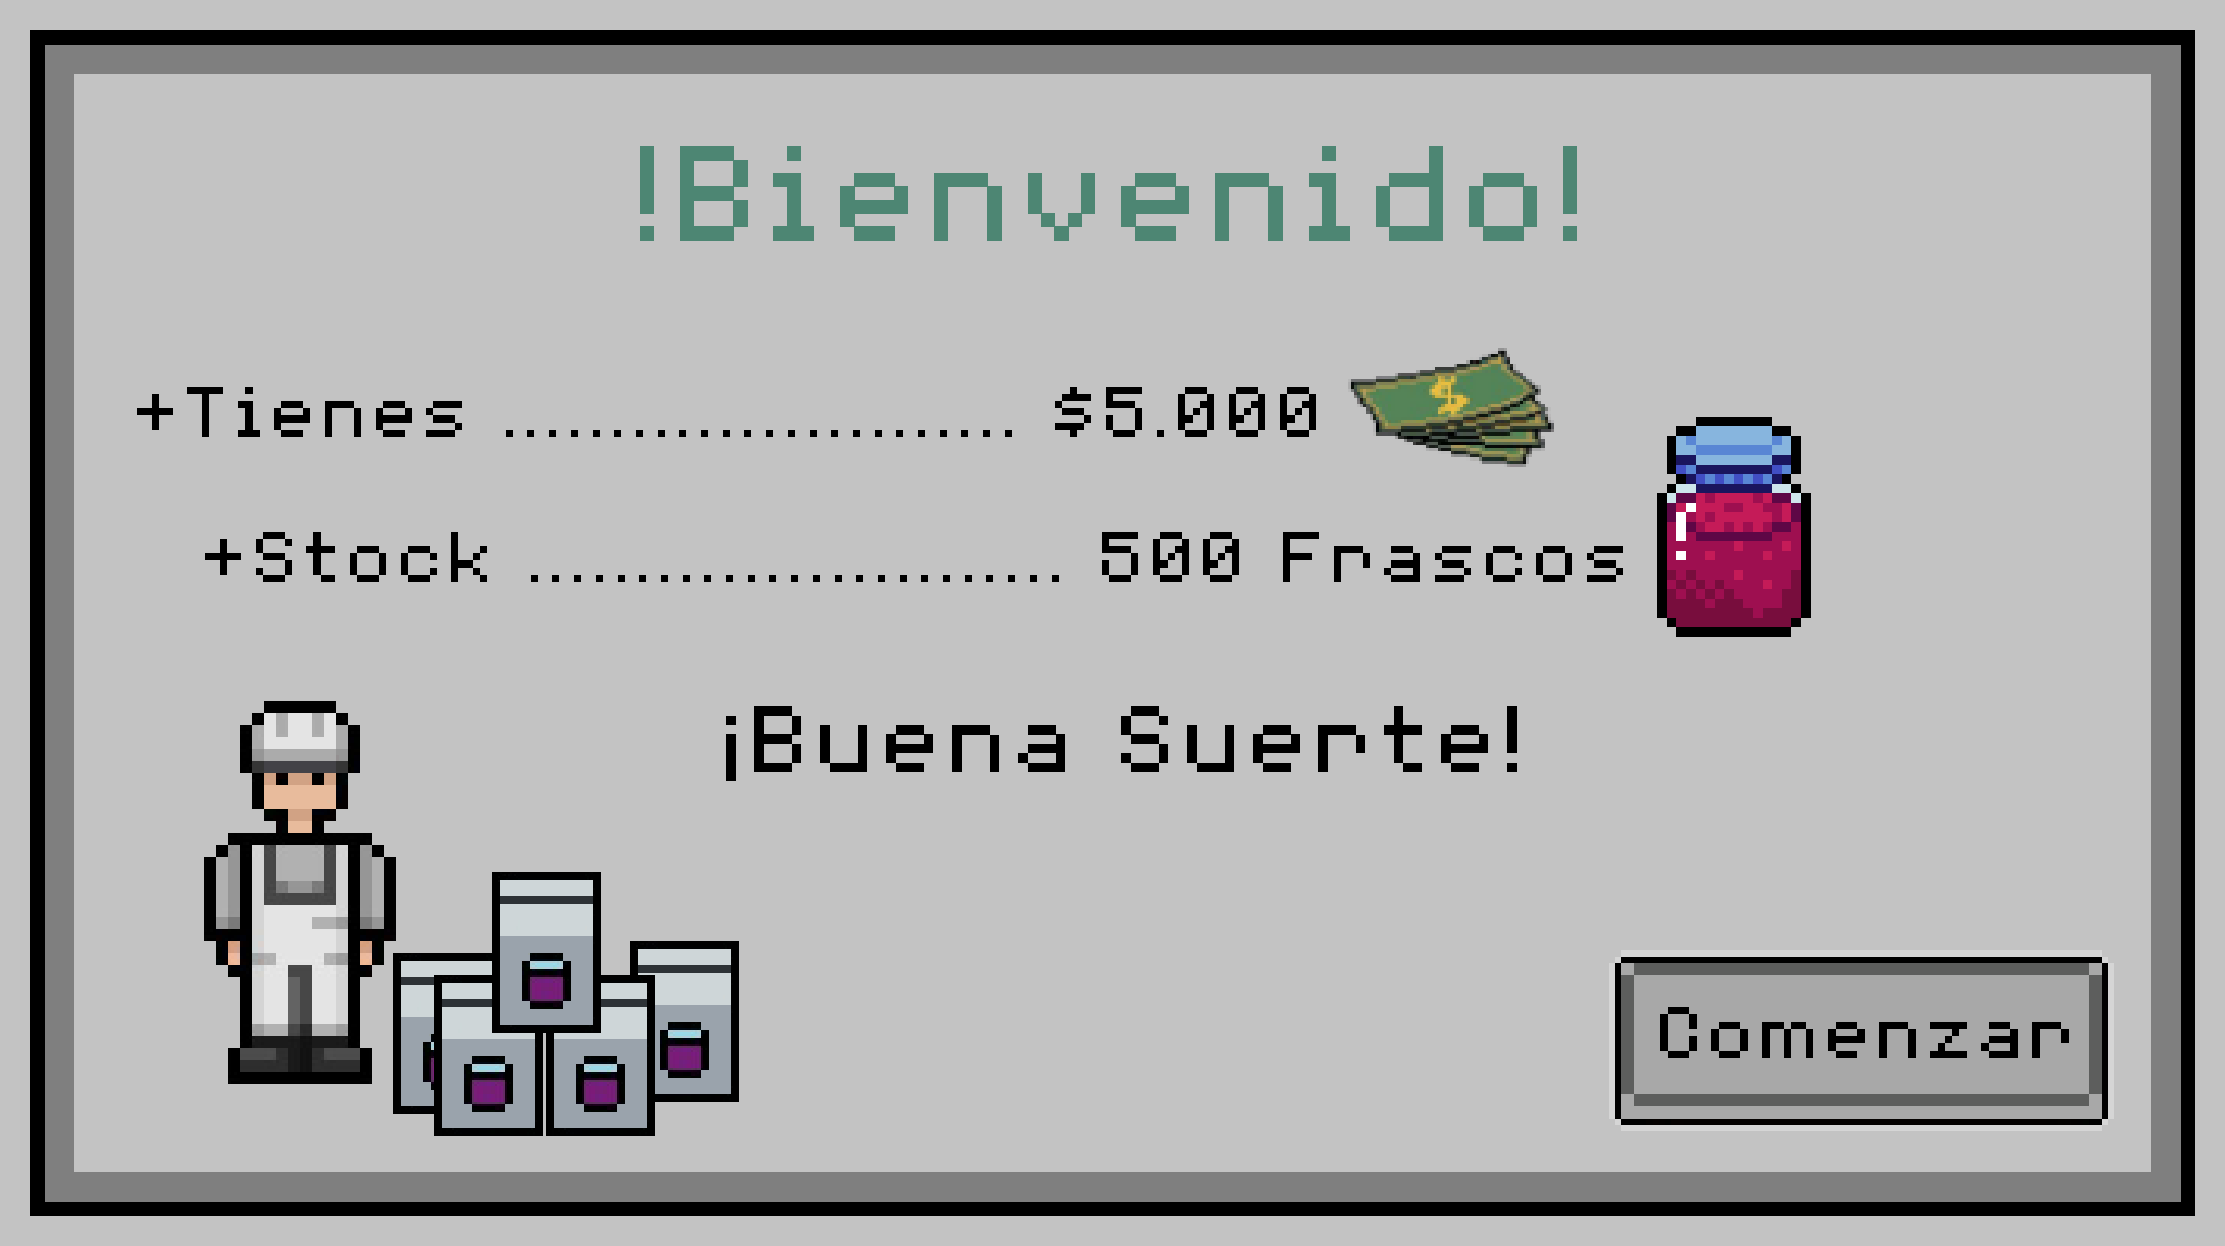 !Bienvenido!
+Tienes ........................ $5.000
+Stock ......................... 500 Frascos
¡Buena Suerte!
Comenzar